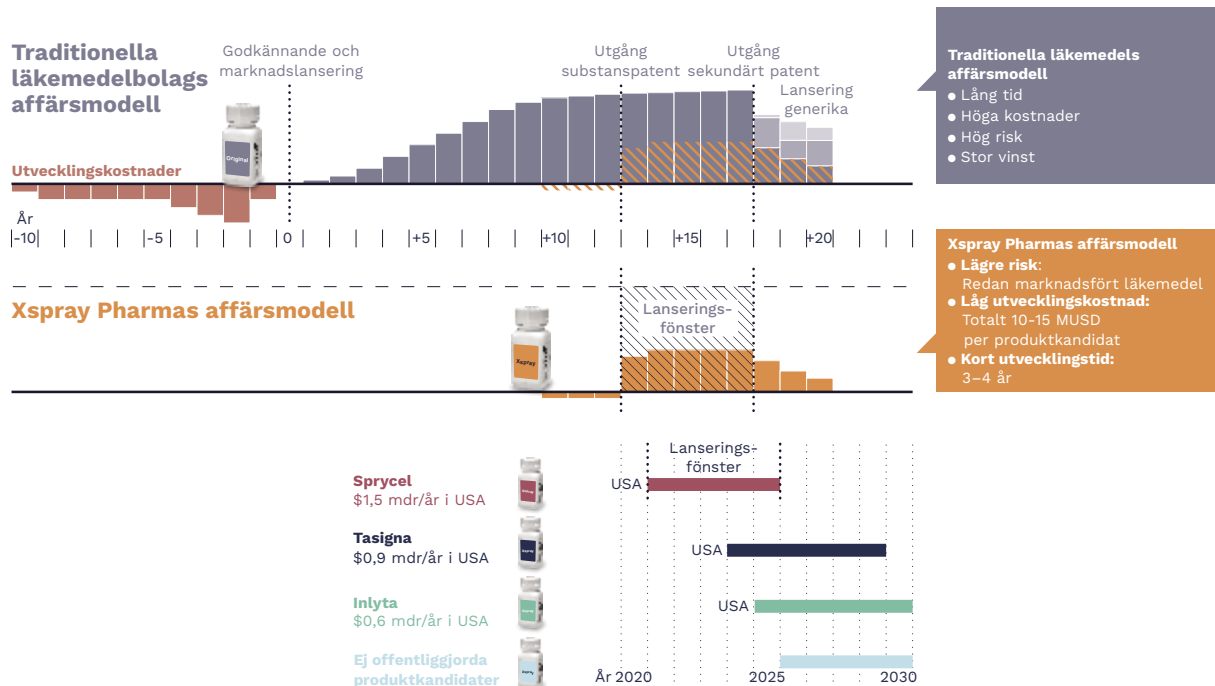 Traditionella
läkemedelbolags
affärsmodell
Godkännande och
marknadslansering
Utgång
substanspatent
Utgång
sekundärt patent
Lansering
generika
Original
Utvecklingskostnader
År
-10 -5 0 +5 +10 +15 +20
Traditionella läkemedels
affärsmodell
● Lång tid
● Höga kostnader
● Hög risk
● Stor vinst
Xspray Pharmas affärsmodell
Lanserings-
fönster
Xspray
Xspray Pharmas affärsmodell
● Lägre risk:
Redan marknadsfört läkemedel
● Låg utvecklingskostnad:
Totalt 10-15 MUSD
per produktkandidat
● Kort utvecklingstid:
3–4 år
Lanserings-
fönster
Sprycel
$1,5 mdr/år i USA
USA
Tasigna
$0,9 mdr/år i USA
USA
Inlyta
$0,6 mdr/år i USA
USA
Ej offentliggjorda
produktkandidater
År 2020 2025 2030